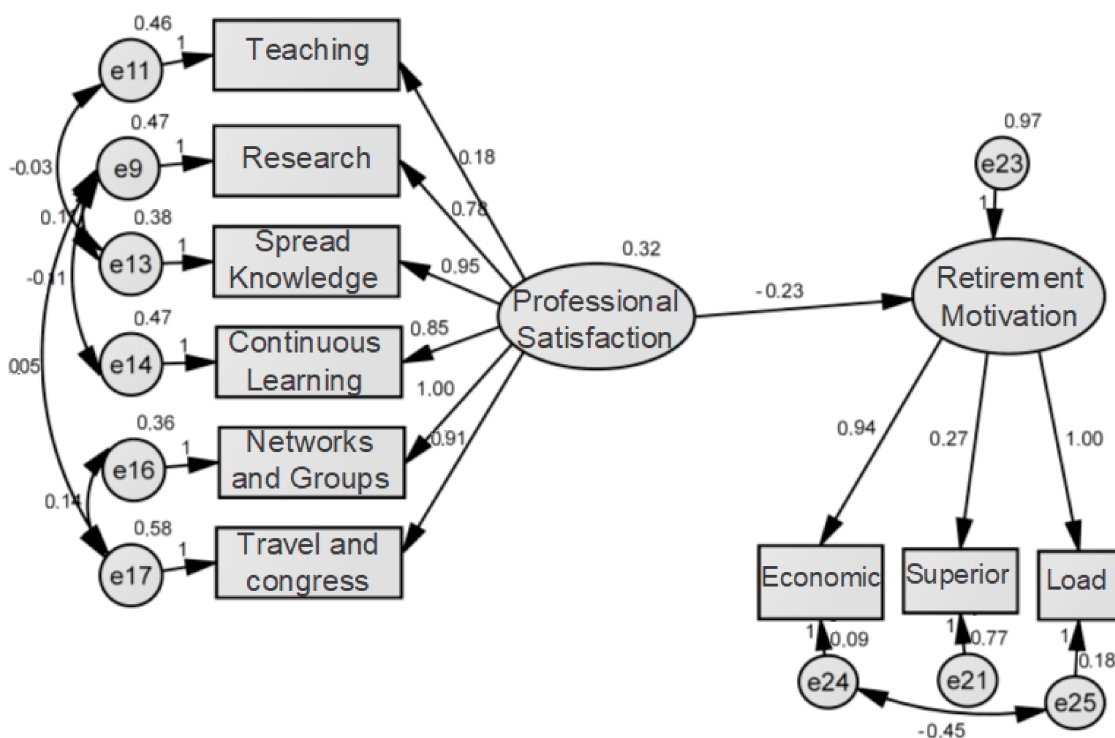 0.46
1
e11
Teaching
0.47
1
e9
Research
-0.03
0.18
0.78
0.97
e23
1
0.38
1
e13
Spread
Knowledge
0.95
0.32
Professional
Satisfaction
-0.23
Retirement
Motivation
-0.11
0.47
1
e14
Continuous
Learning
0.85
005
0.36
1
e16
Networks
and Groups
1.00
0.91
0.94
0.27
1.00
0.14
0,58
1
e17
Travel and
congress
Economic
Superior
Load
1
0,09
1
0.77
1
0.18
e24
e21
e25
-0.45